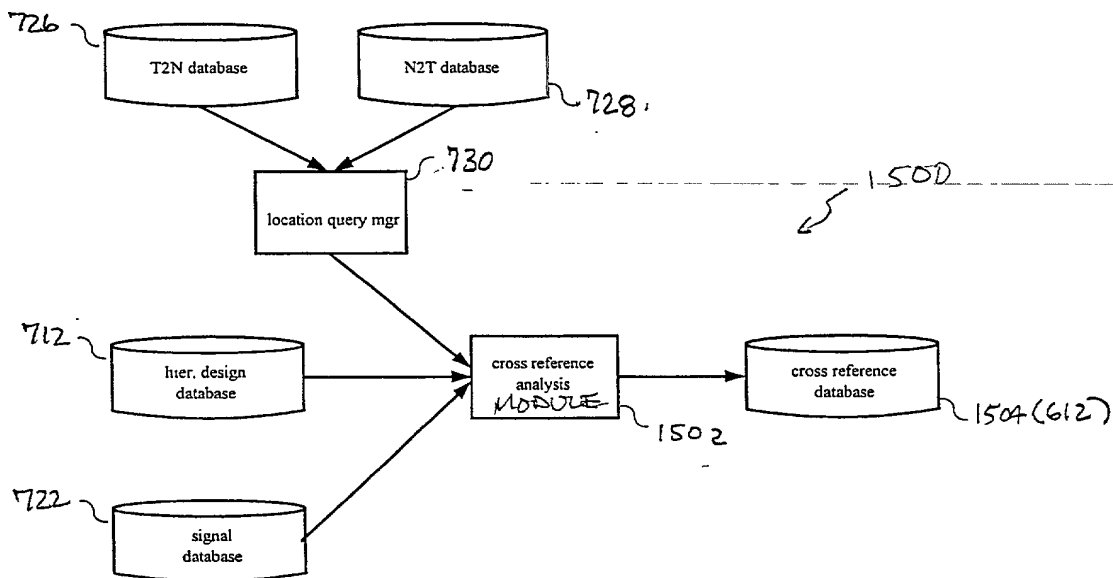 726
T2N database
N2T database
728
730
1500
location query mgr
712
hier. design
database
cross reference
analysis
MODULE
1502
cross reference
database
1504 (612)
722
signal
database